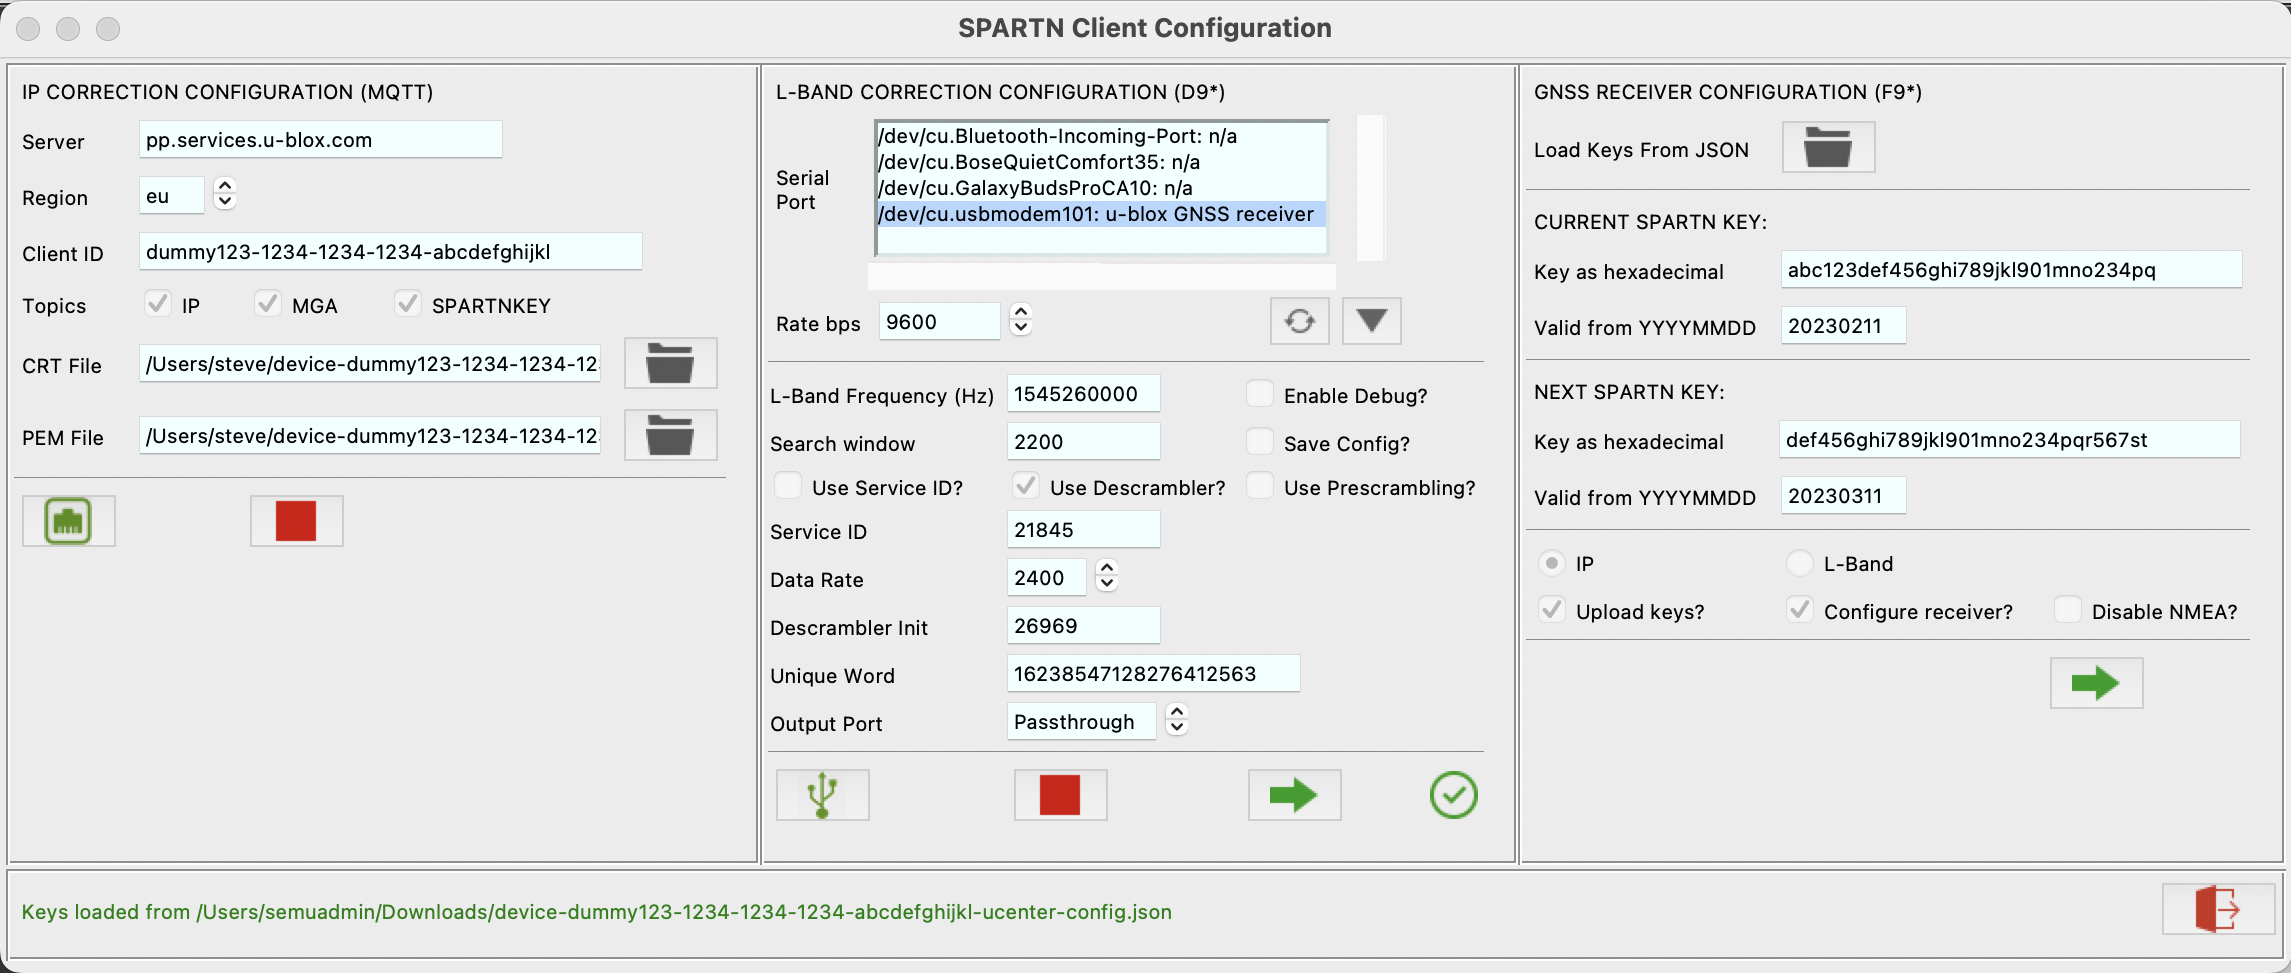 SPARTN Client Configuration
IP CORRECTION CONFIGURATION (MQTT)
Server pp.services.u-blox.com
Region eu
Client ID dummy123-1234-1234-1234-abcdefghijkl
Topics IP MGA SPARTNKEY
CRT File /Users/steve/device-dummy123-1234-1234-12
PEM File /Users/steve/device-dummy123-1234-1234-12
L-BAND CORRECTION CONFIGURATION (D9*)
Serial Port
/dev/cu.Bluetooth-Incoming-Port: n/a
/dev/cu.BoseQuietComfort35: n/a
/dev/cu.GalaxyBudsProCA10: n/a
/dev/cu.usbmodem101: u-blox GNSS receiver
Rate bps 9600
L-Band Frequency (Hz) 1545260000 Enable Debug?
Search window 2200 Save Config?
Use Service ID? Use Descrambler? Use Prescrambling?
Service ID 21845
Data Rate 2400
Descrambler Init 26969
Unique Word 16238547128276412563
Output Port Passthrough
GNSS RECEIVER CONFIGURATION (F9*)
Load Keys From JSON
CURRENT SPARTN KEY:
Key as hexadecimal abc123def456ghi789jkl901mno234pq
Valid from YYYYMMDD 20230211
NEXT SPARTN KEY:
Key as hexadecimal def456ghi789jkl901mno234pqr567st
Valid from YYYYMMDD 20230311
IP L-Band
Upload keys? Configure receiver? Disable NMEA?
Keys loaded from /Users/semuadmin/Downloads/device-dummy123-1234-1234-1234-abcdefghijkl-ucenter-config.json